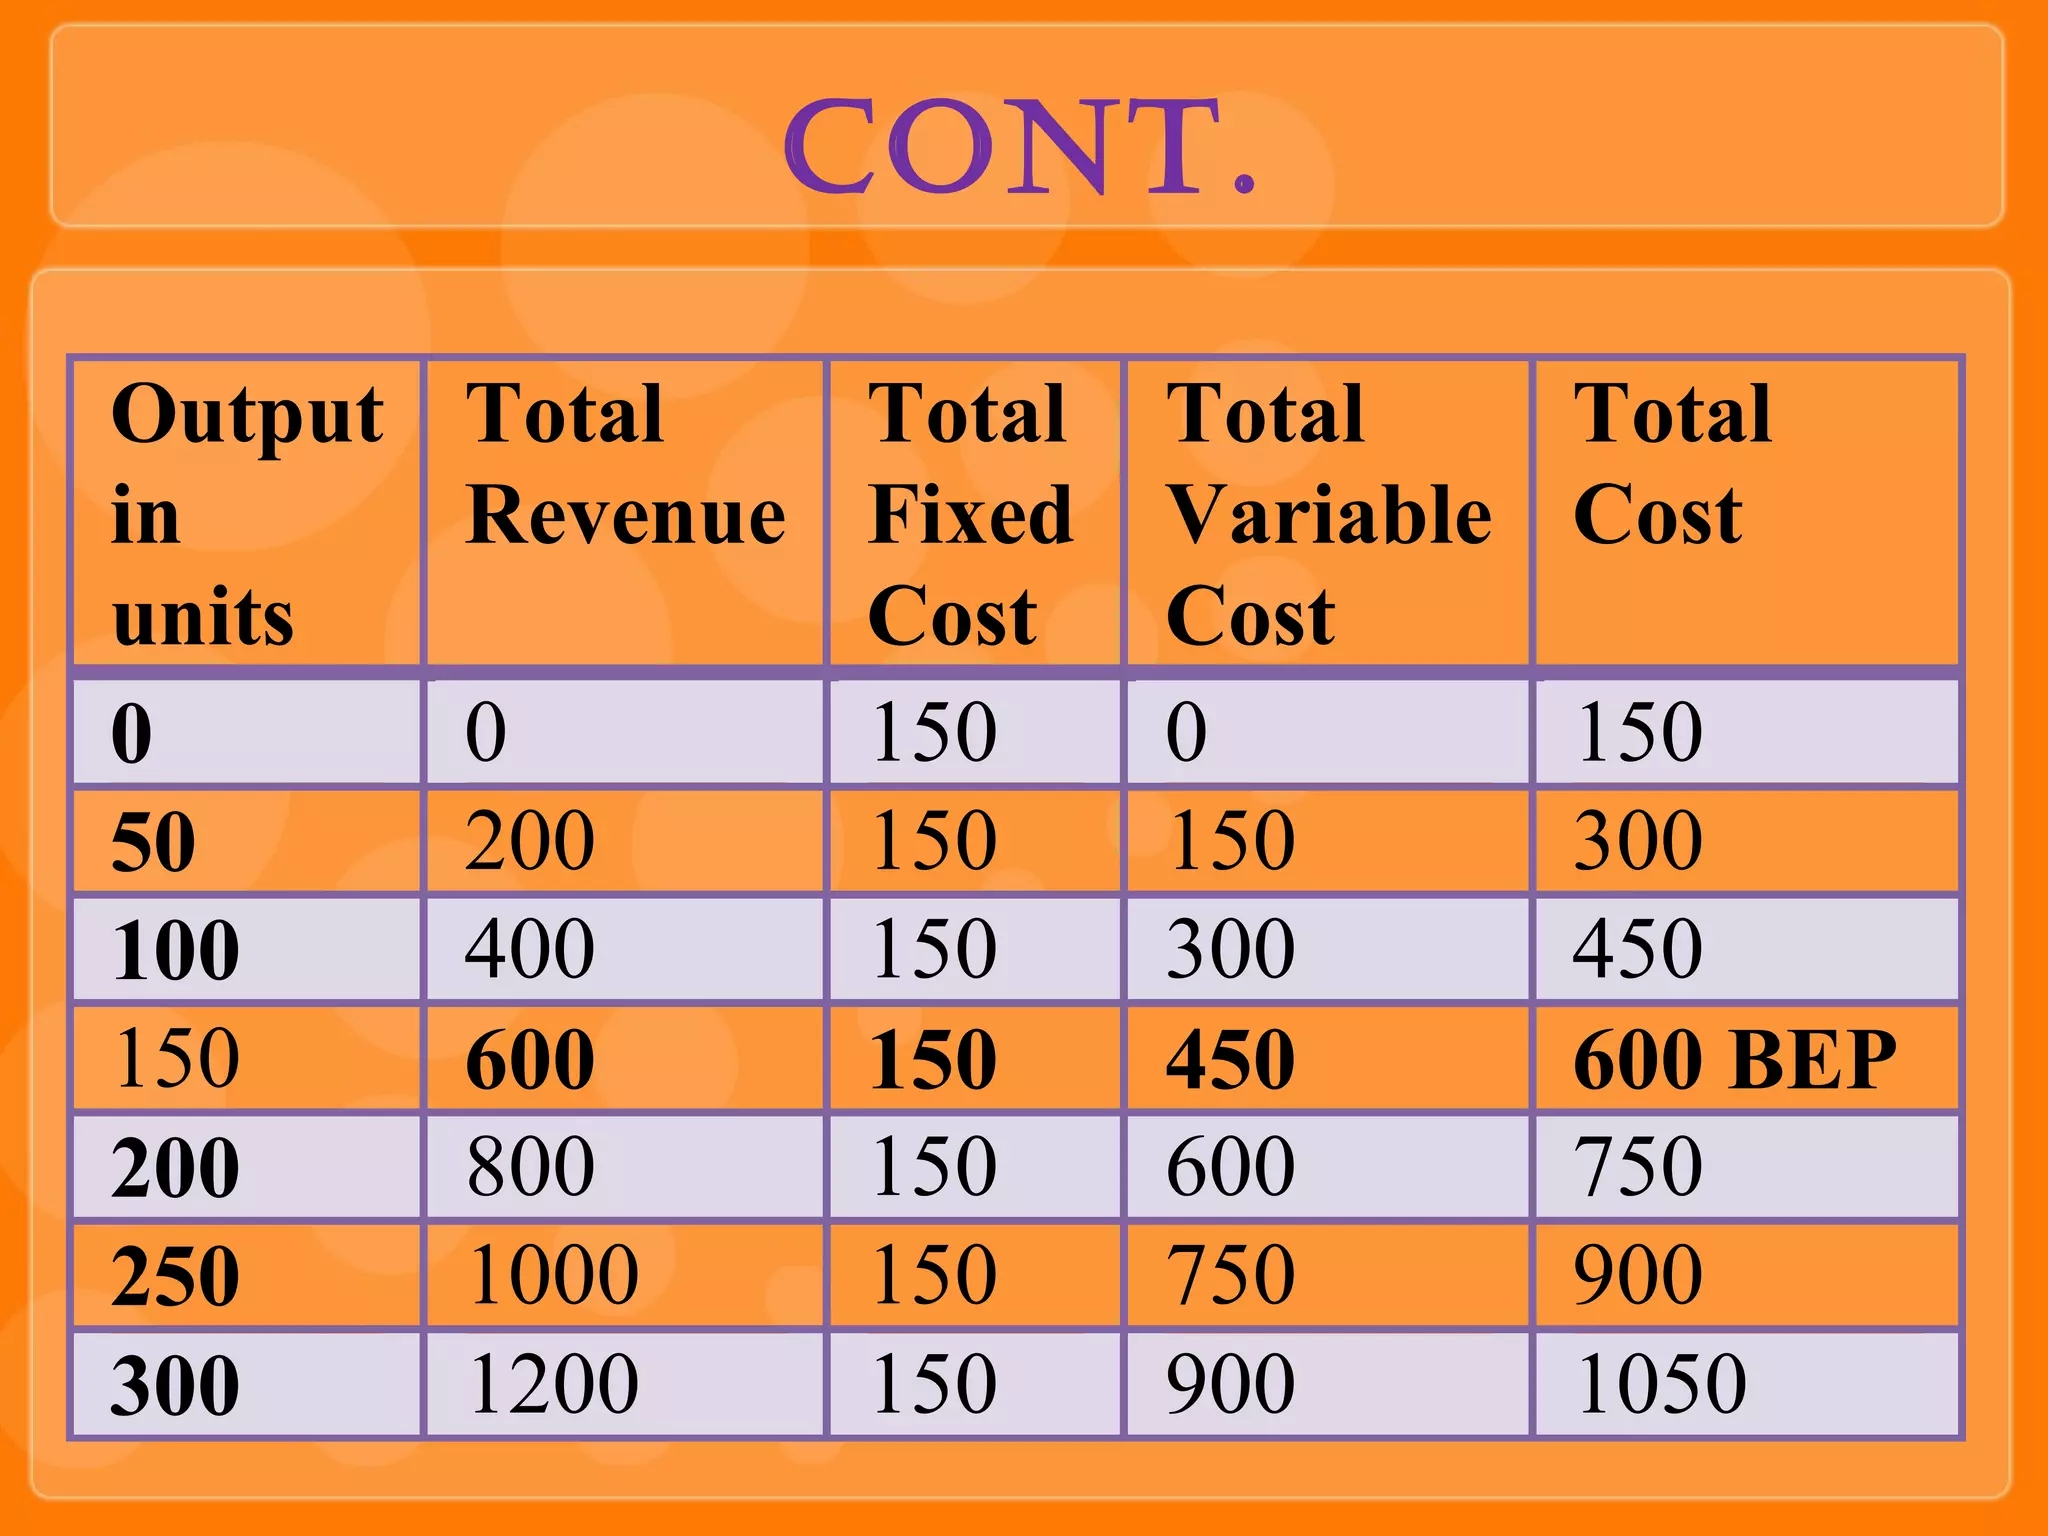 CONT.
Output in units Total Revenue Total Fixed Cost Total Variable Cost Total Cost
0 0 150 0 150
50 200 150 150 300
100 400 150 300 450
150 600 150 450 600 BEP
200 800 150 600 750
250 1000 150 750 900
300 1200 150 900 1050